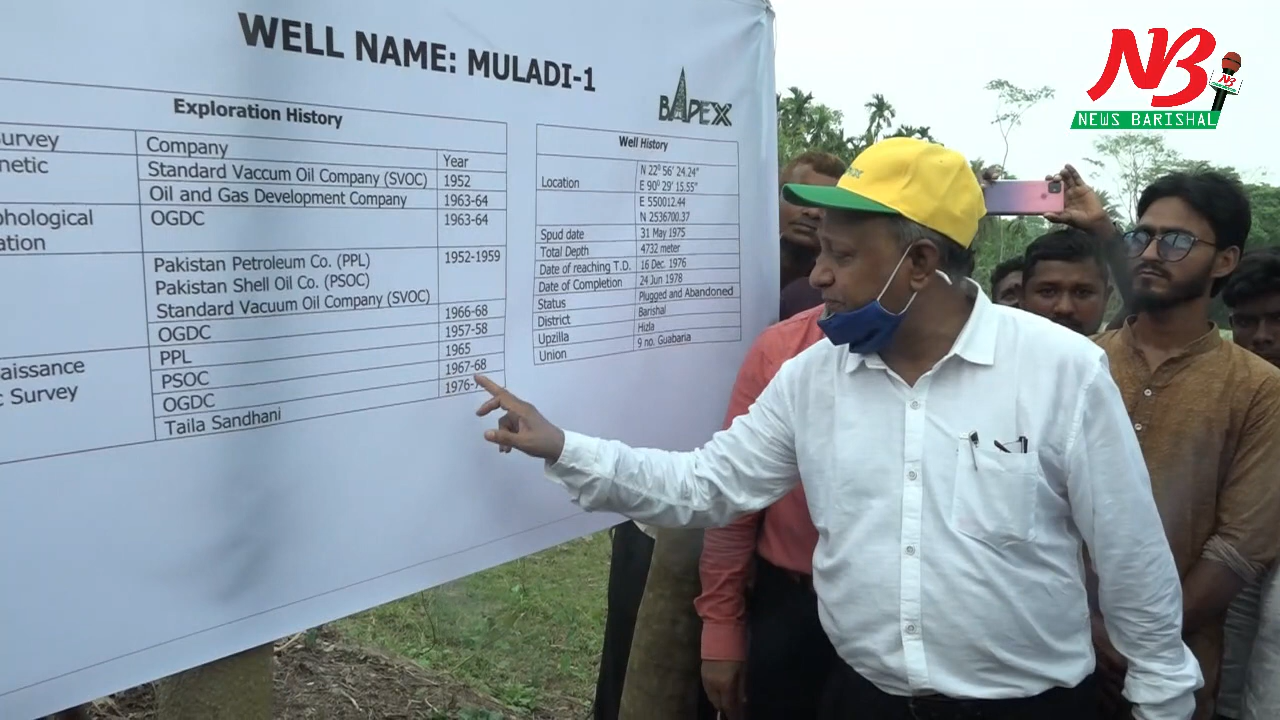 WELL NAME: MULADI-1
BAPEX
NB
NEWS BARISHAL
Exploration History
urvey Company Year
netic Standard Vaccum Oil Company (SVOC) 1952
Oil and Gas Development Company 1963-64
phological OGDC 1963-64
ation
Pakistan Petroleum Co. (PPL) 1952-1959
Pakistan Shell Oil Co. (PSOC)
Standard Vacuum Oil Company (SVOC)
OGDC 1966-68
aissance PPL 1957-58
c Survey PSOC 1965
OGDC 1967-68
Taila Sandhani 1976-
Well History
Location N 22⁰ 56' 24.24"
E 90⁰ 29' 15.55"
E 550012.44
N 2536700.37
Spud date 31 May 1975
Total Depth 4732 meter
Date of reaching T.D. 16 Dec. 1976
Date of Completion 24 Jun 1978
Status Plugged and Abandoned
District Barishal
Upzilla Hizla
Union 9 no. Guabaria